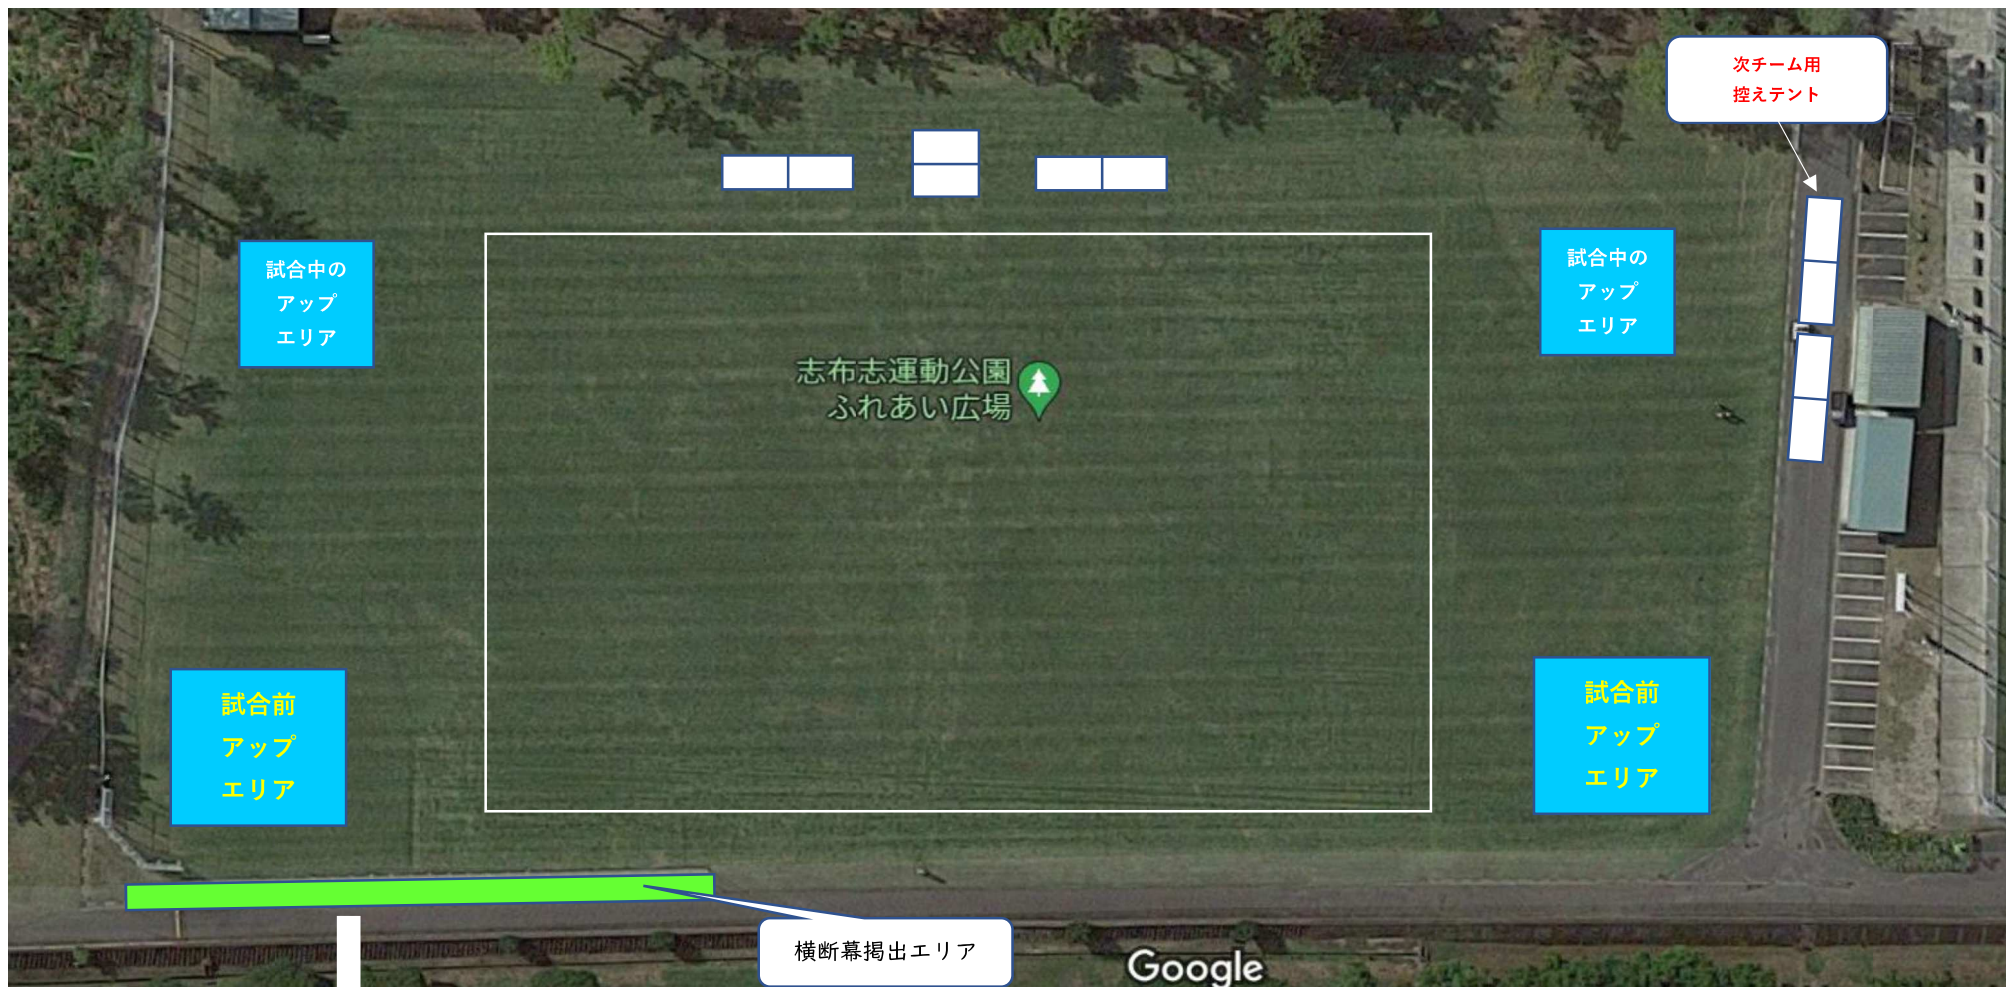 次チーム用
控えテント
試合中の
アップ
エリア
試合中の
アップ
エリア
志布志運動公園
ふれあい広場
試合前
アップ
エリア
試合前
アップ
エリア
横断幕掲出エリア
Google